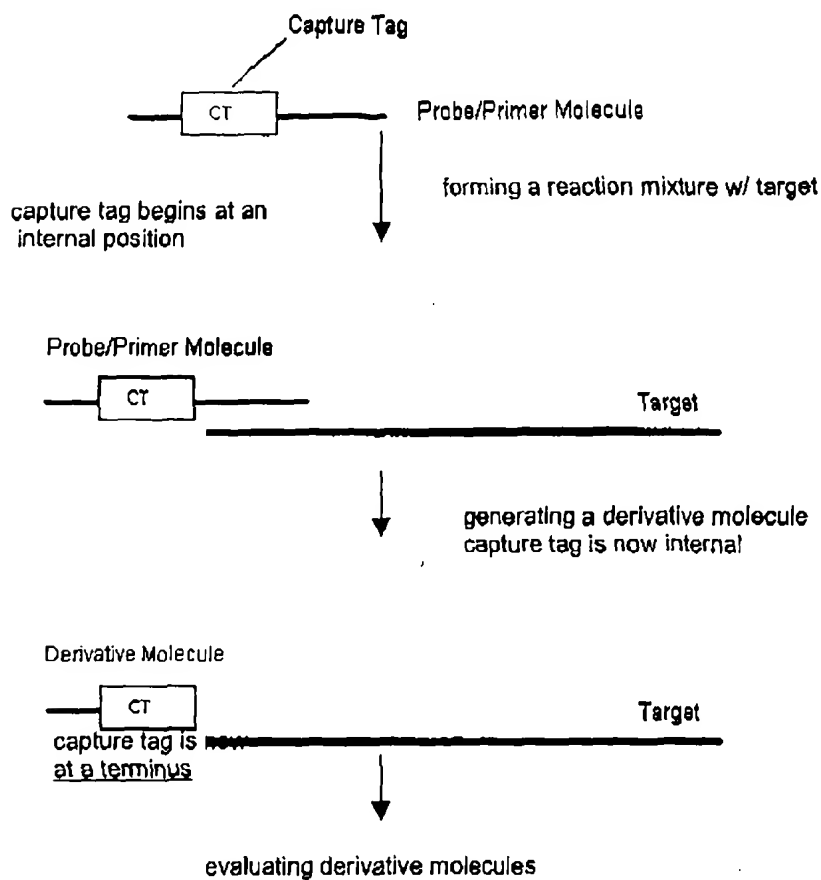 Capture Tag
CT
Probe/Primer Molecule
forming a reaction mixture w/ target
capture tag begins at an
internal position
Probe/Primer Molecule
CT
Target
generating a derivative molecule
capture tag is now internal
Derivative Molecule
CT
Target
capture tag is now
at a terminus
evaluating derivative molecules